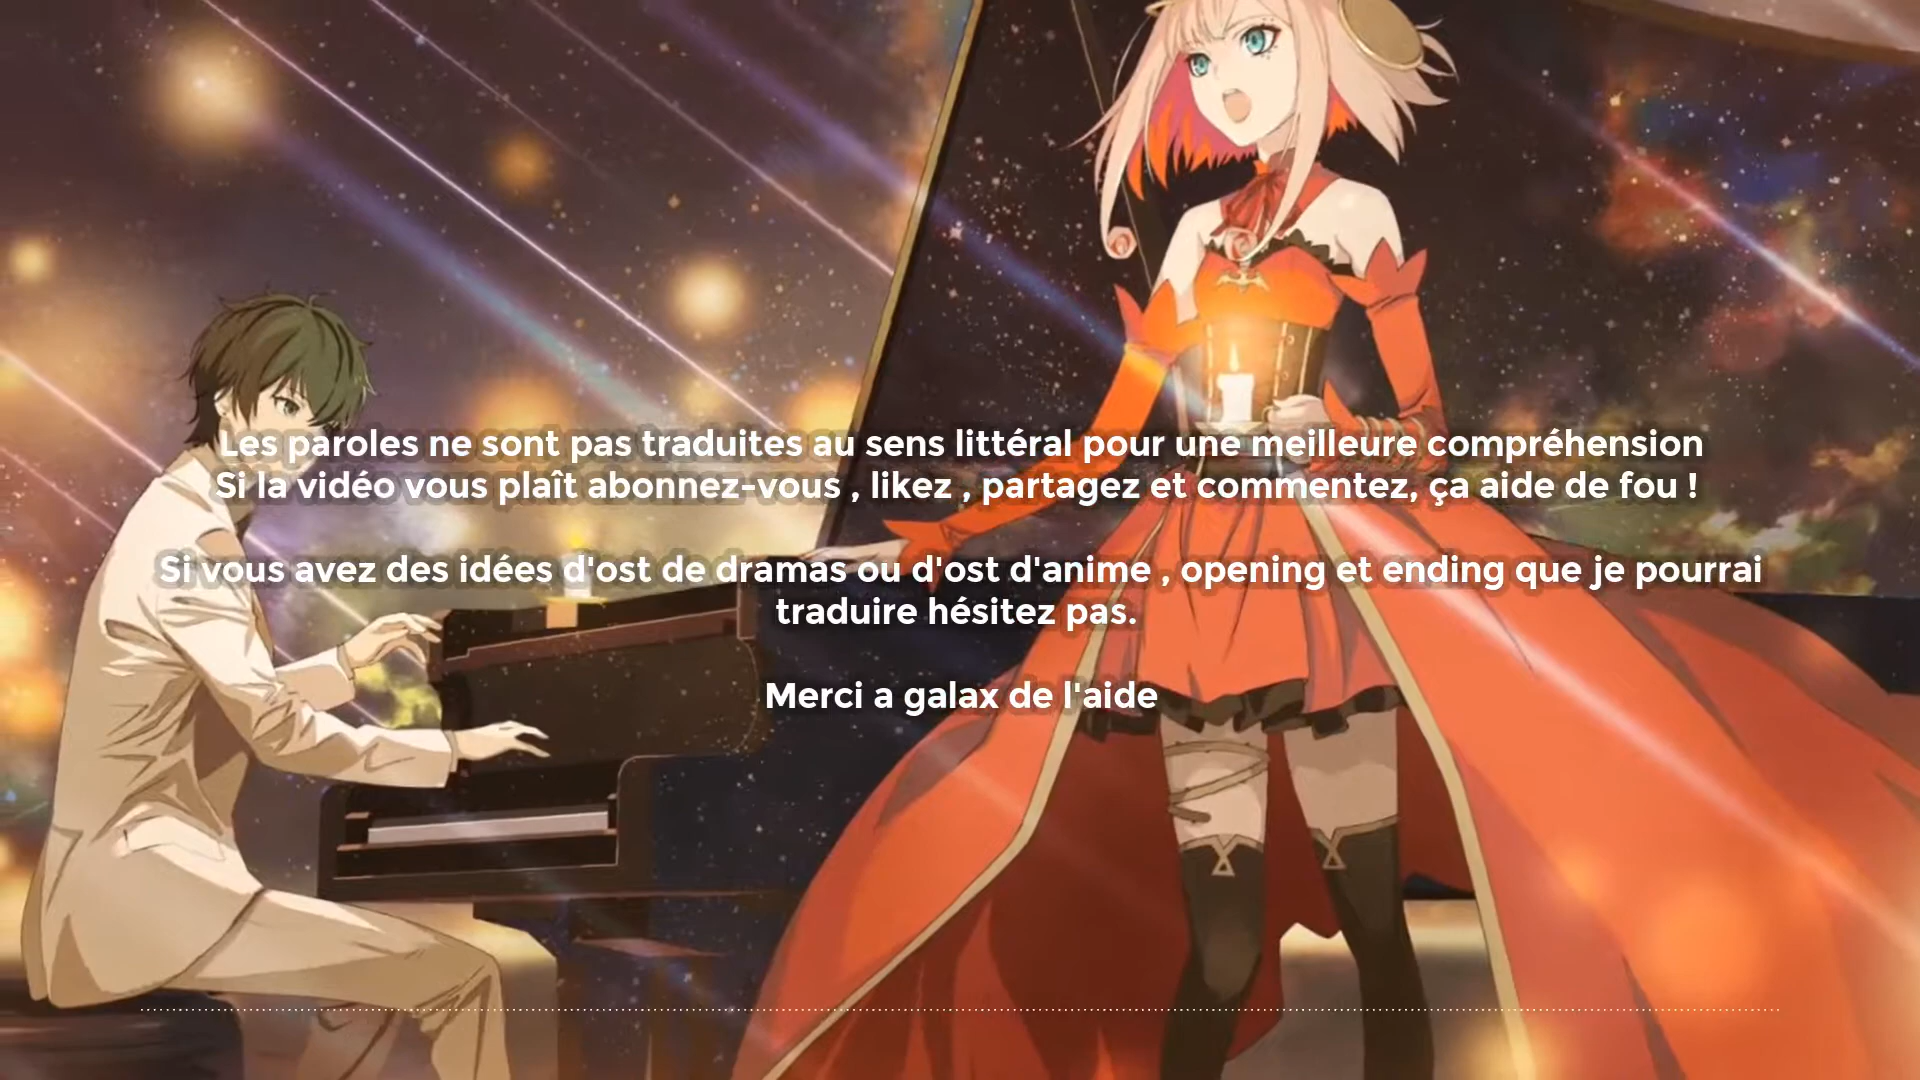 Les paroles ne sont pas traduites au sens littéral pour une meilleure compréhension
Si la vidéo vous plaît abonnez-vous , likez , partagez et commentez, ça aide de fou !
Si vous avez des idées d'ost de dramas ou d'ost d'anime , opening et ending que je pourrai
traduire hésitez pas.
Merci a galax de l'aide